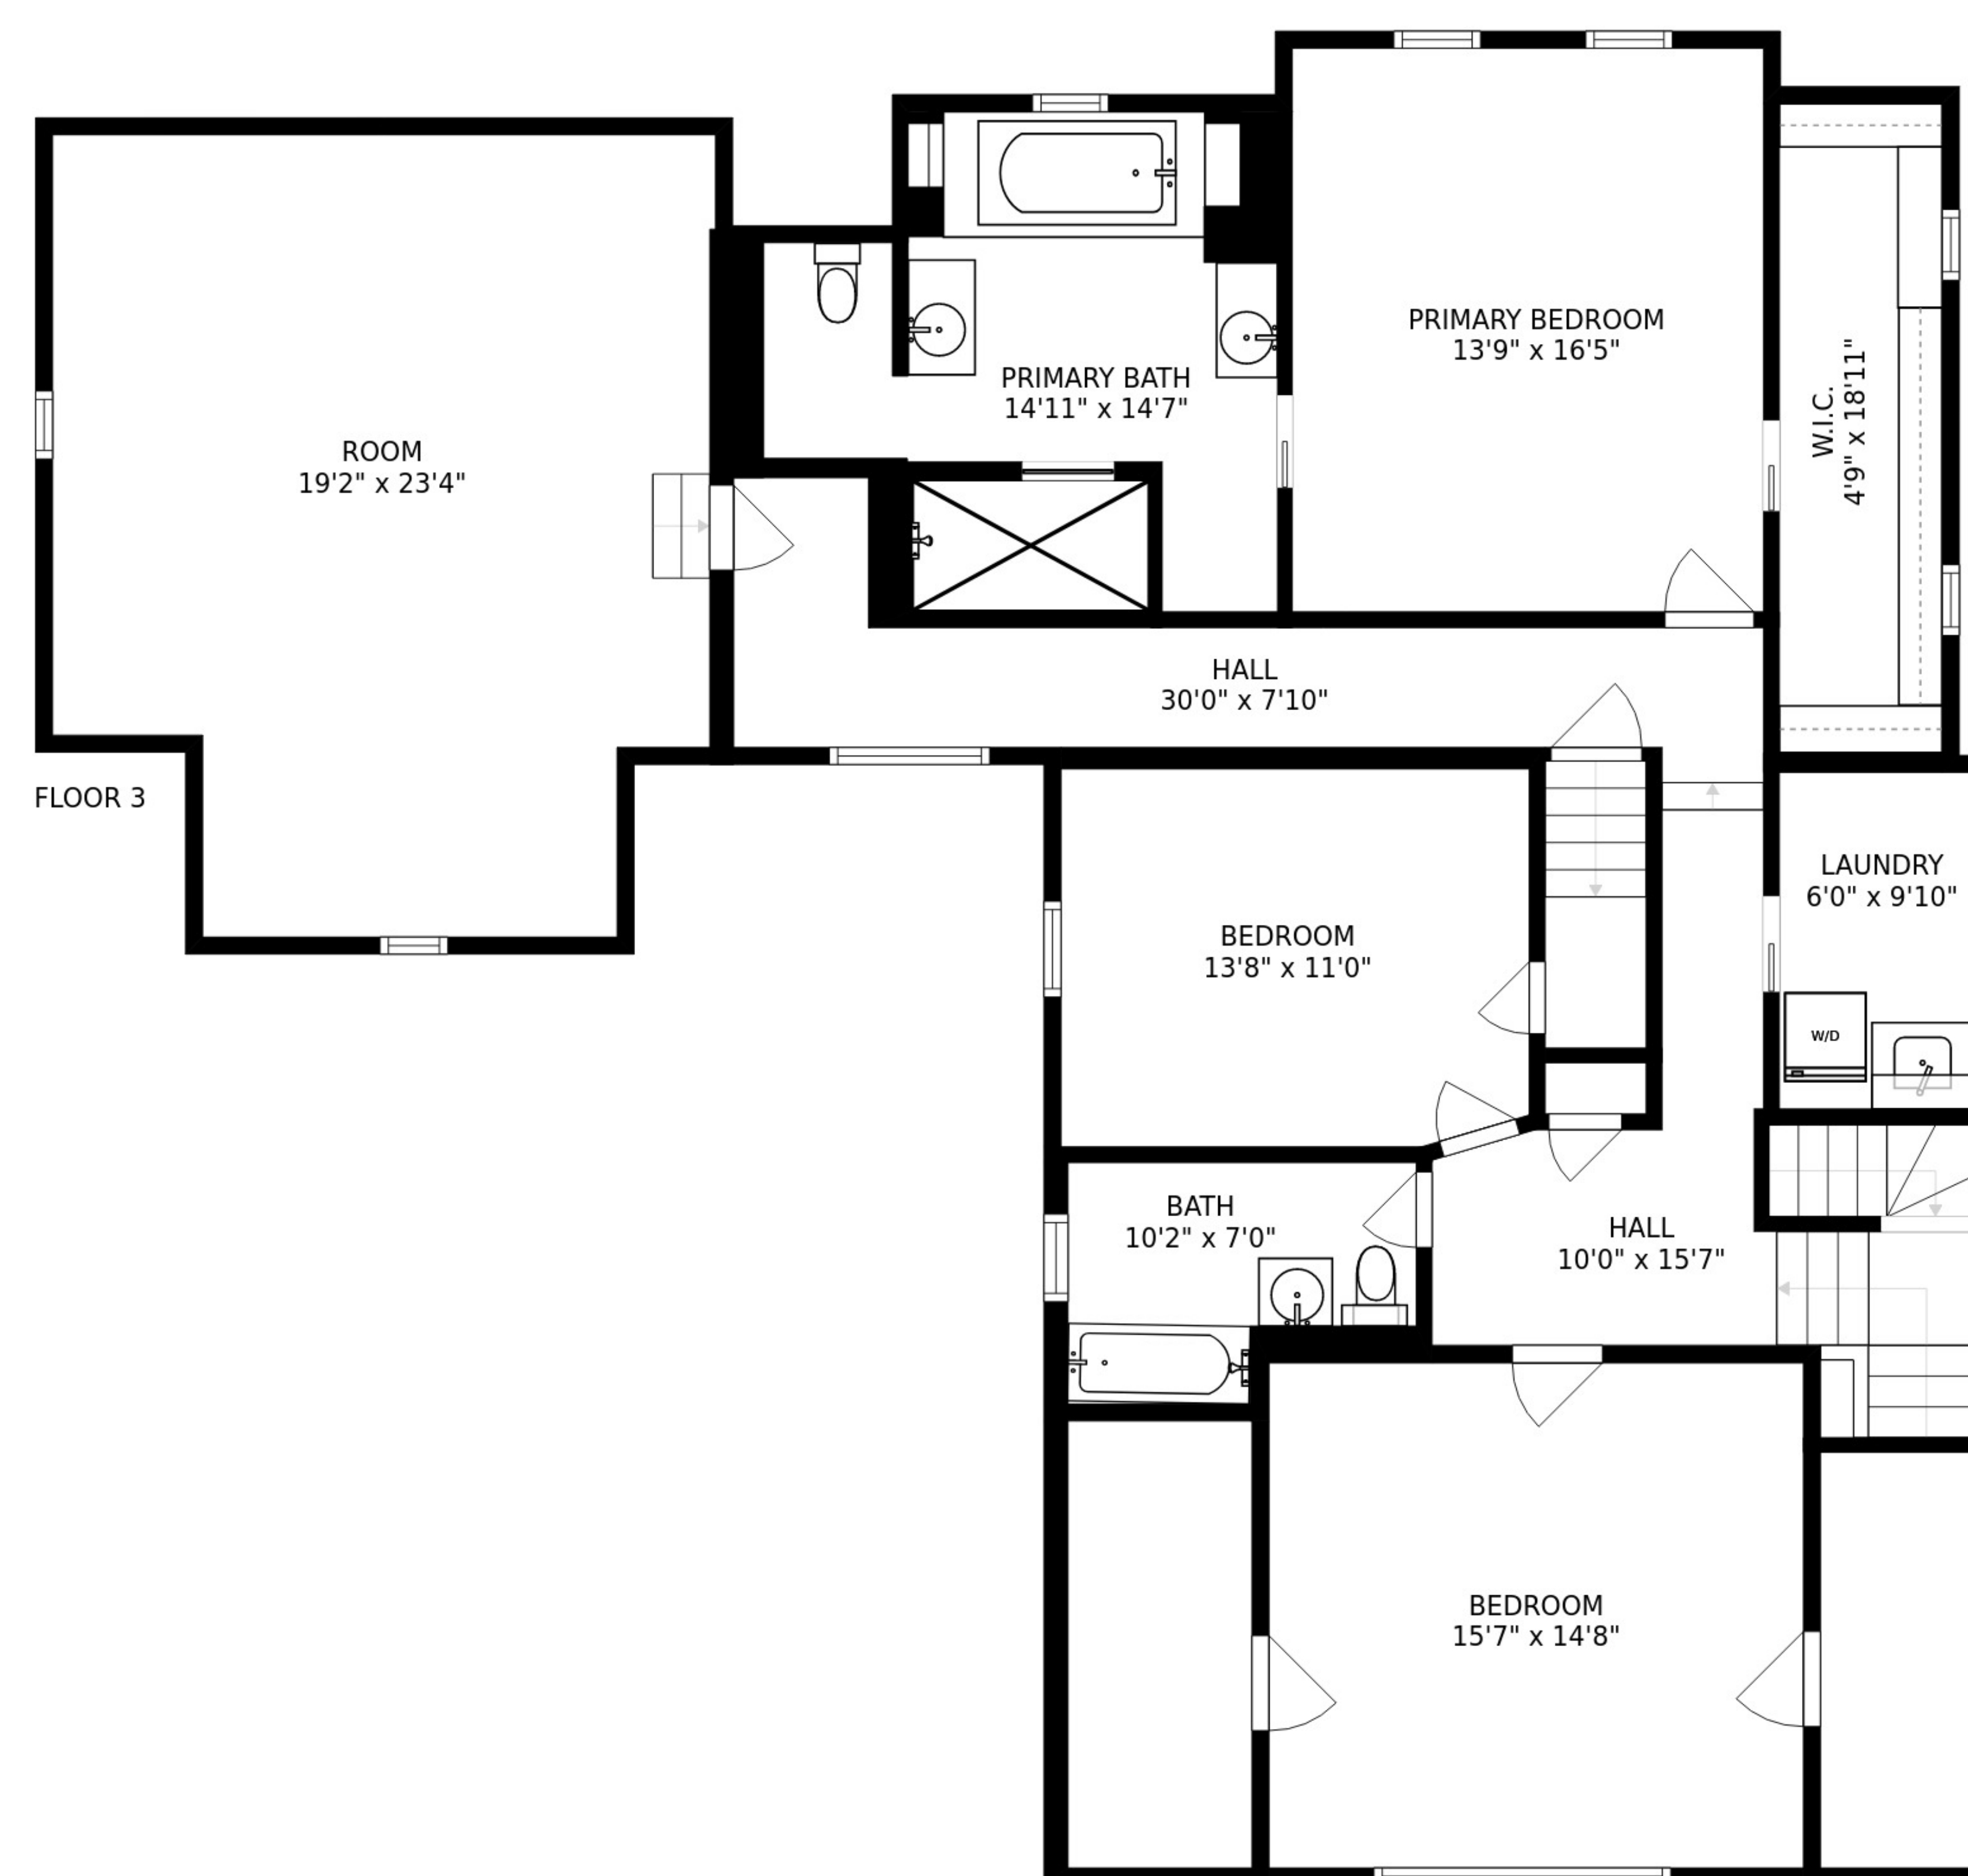 PRIMARY BEDROOM
13'9" x 16'5"
PRIMARY BATH
14'11" x 14'7"
W.I.C.
4'9" x 18'11"
ROOM
19'2" x 23'4"
HALL
30'0" x 7'10"
FLOOR 3
LAUNDRY
6'0" x 9'10"
BEDROOM
13'8" x 11'0"
W/D
BATH
10'2" x 7'0"
HALL
10'0" x 15'7"
BEDROOM
15'7" x 14'8"